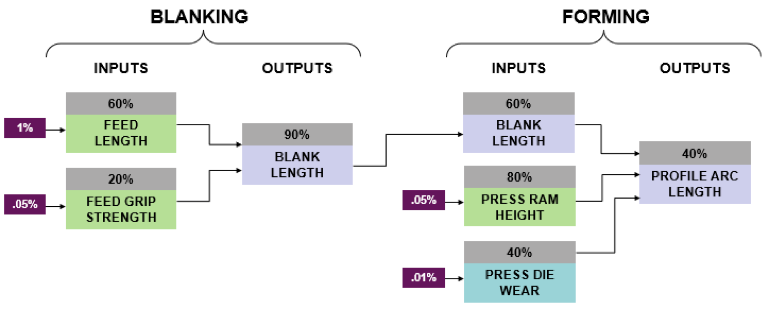 BLANKING
INPUTS
OUTPUTS
60%
1%
FEED
LENGTH
20%
.05%
FEED GRIP
STRENGTH
90%
BLANK
LENGTH
FORMING
INPUTS
OUTPUTS
60%
BLANK
LENGTH
80%
.05%
PRESS RAM
HEIGHT
40%
.01%
PRESS DIE
WEAR
40%
PROFILE ARC
LENGTH